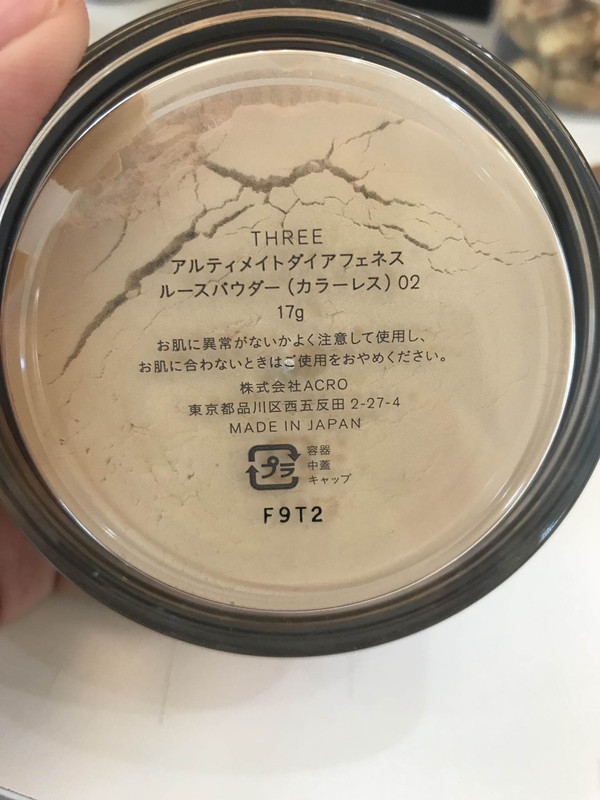 THREE
アルティメイトダイアフェネス
ルースパウダー(カラーレス) 02
17g
お肌に異常がないかよく注意して使用し、
お肌に合わないときはご使用をおやめください。
株式会社ACRO
東京都品川区西五反田 2-27-4
MADE IN JAPAN
プラ
容器
中蓋
キャップ
F9T2